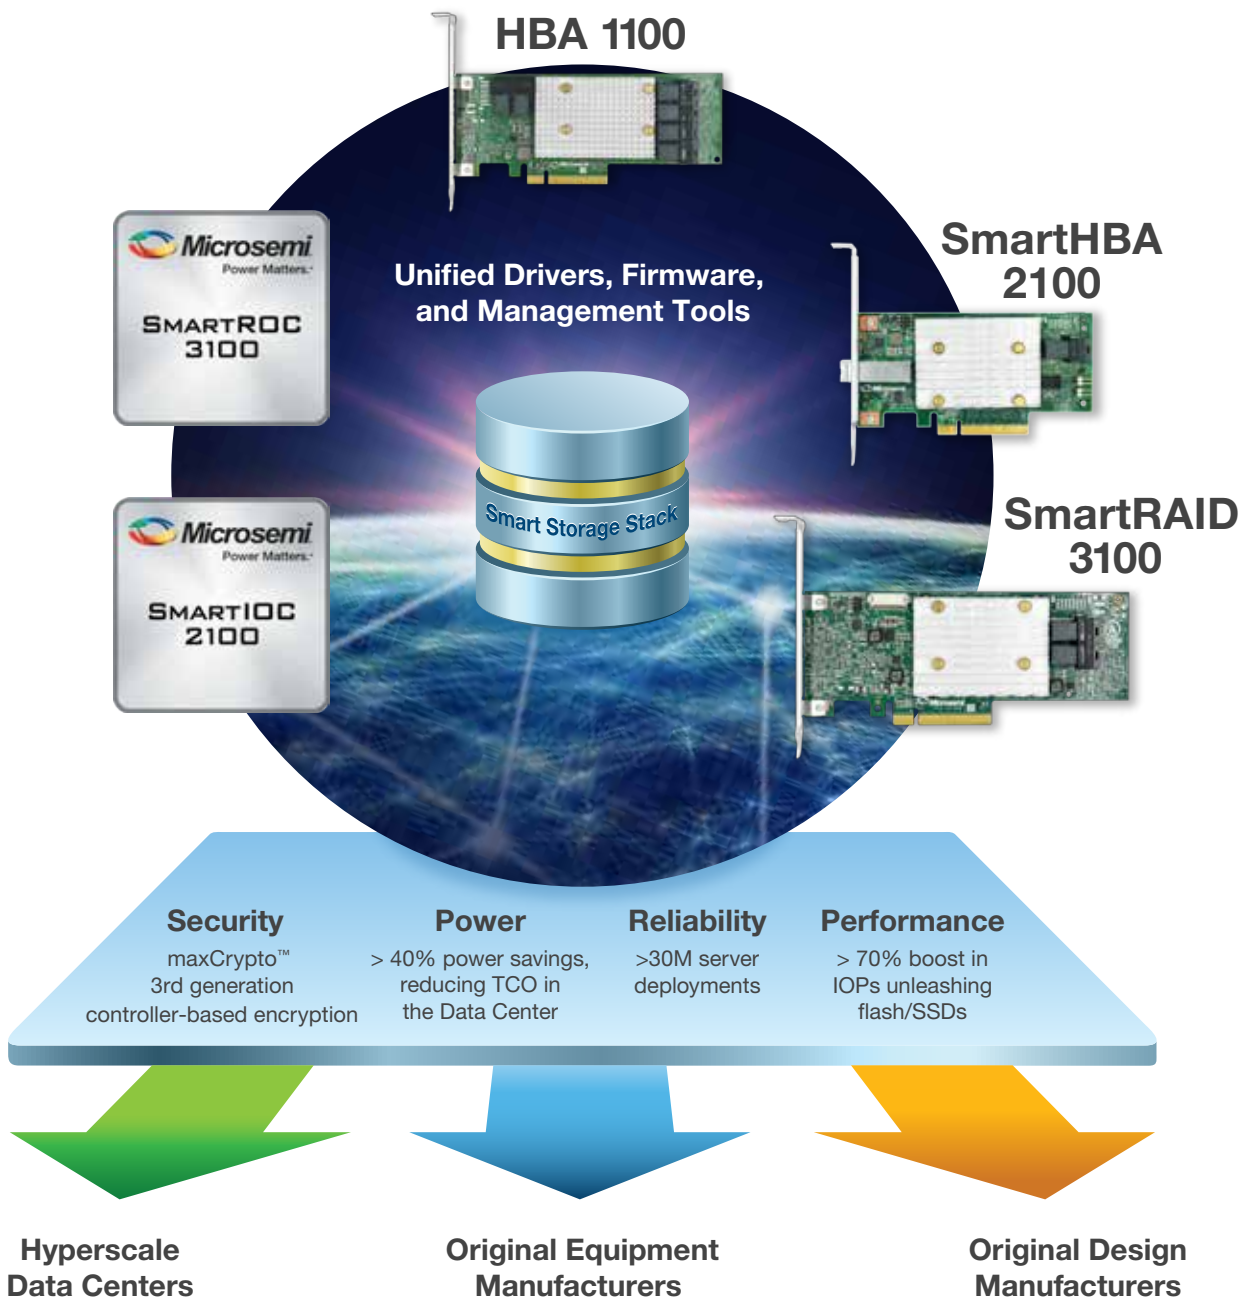 HBA 1100
Microsemi
Power Matters.™
SMARTROC
3100
Unified Drivers, Firmware,
and Management Tools
SmartHBA
2100
Smart Storage Stack
Microsemi
Power Matters.™
SMARTIOC
2100
SmartRAID
3100
Security
maxCrypto™
3rd generation
controller-based encryption
Power
> 40% power savings,
reducing TCO in
the Data Center
Reliability
>30M server
deployments
Performance
> 70% boost in
IOPs unleashing
flash/SSDs
Hyperscale
Data Centers
Original Equipment
Manufacturers
Original Design
Manufacturers